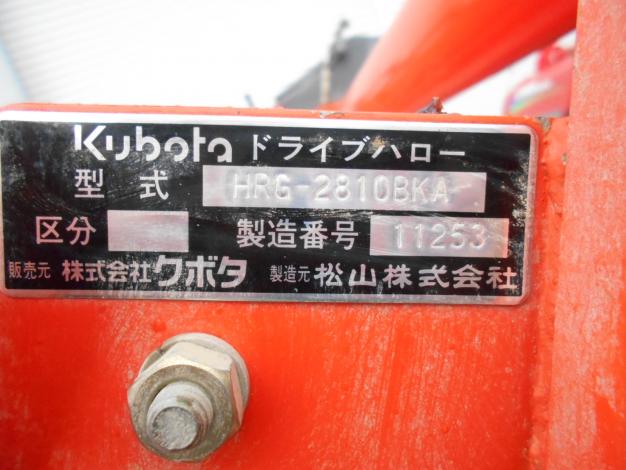 Kubota ドライブハロー
型式 HRG-2810BKA
区分 製造番号 11253
販売元 株式会社クボタ 製造元 松山株式会社